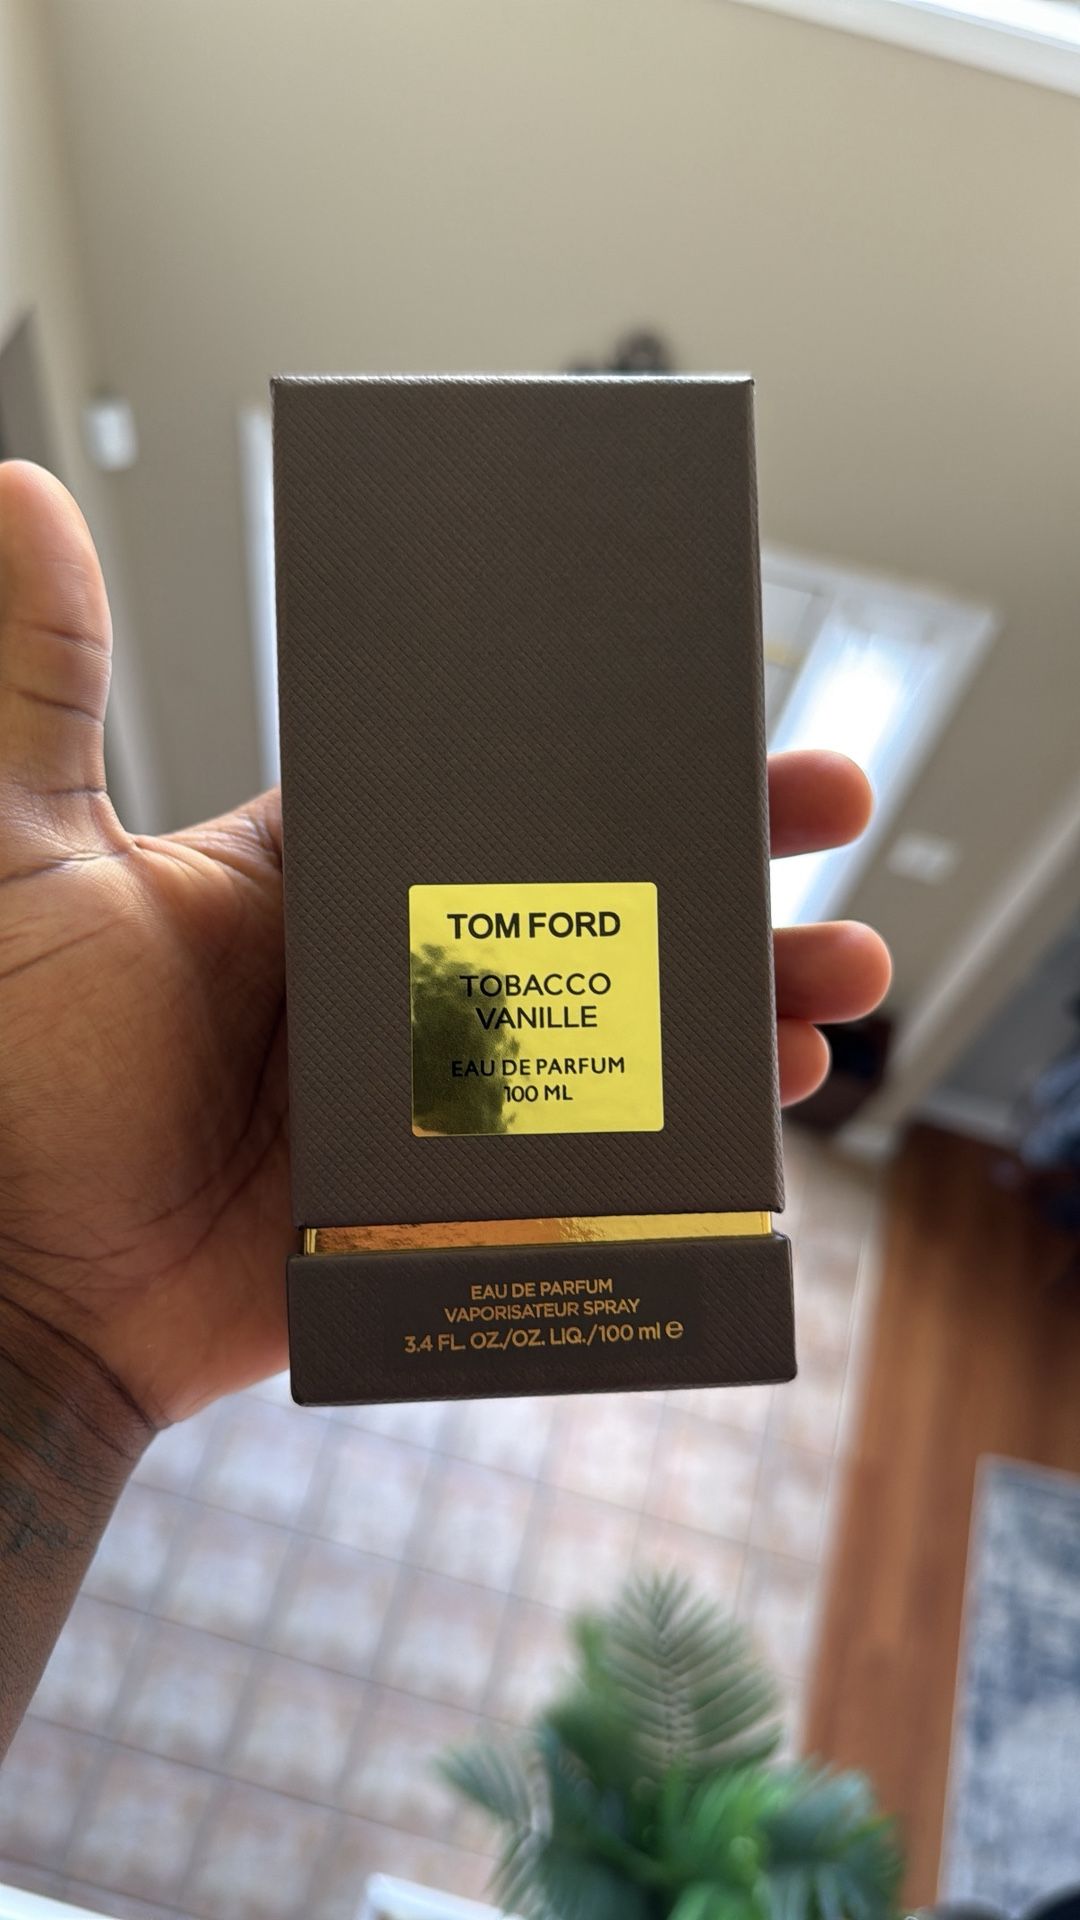 TOM FORD
TOBACCO
VANILLE
EAU DE PARFUM
100 ML
EAU DE PARFUM
VAPORISATEUR SPRAY
3.4 FL. OZ./OZ. LIQ./100 ml ℮